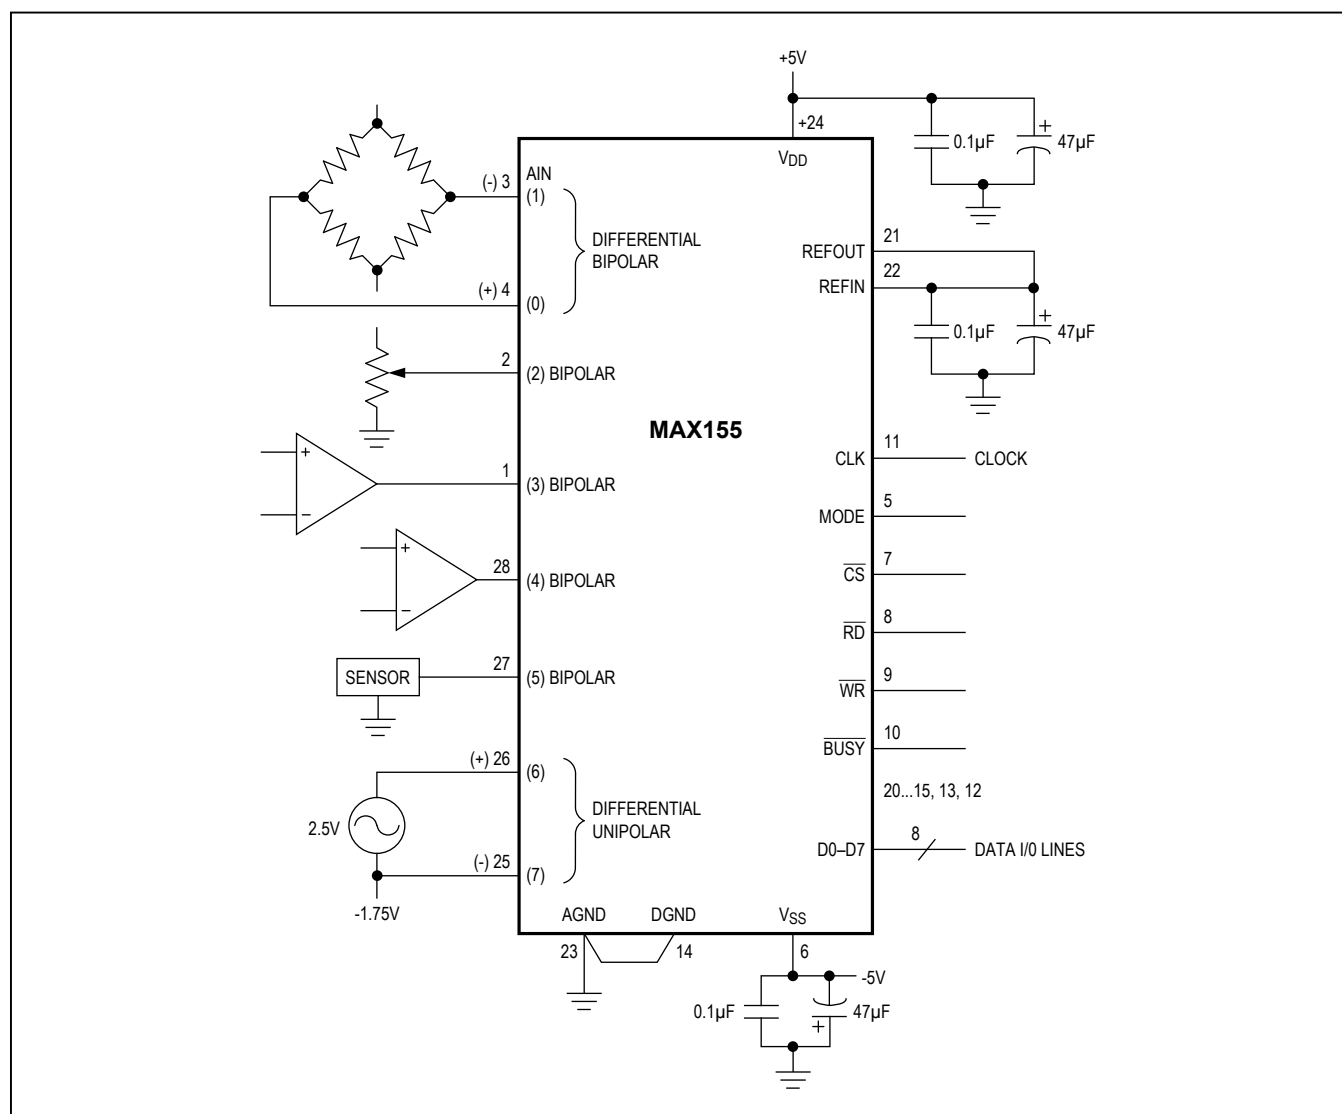 +5V
+24
VDD
0.1µF
+
47µF
AIN
(-) 3
(1)
DIFFERENTIAL
BIPOLAR
(+) 4
(0)
REFOUT
21
REFIN
22
0.1µF
+
47µF
2
(2) BIPOLAR
MAX155
+
−
1
(3) BIPOLAR
CLK
11
CLOCK
MODE
5
+
−
28
(4) BIPOLAR
CS
7
RD
8
SENSOR
27
(5) BIPOLAR
WR
9
BUSY
10
2.5V
(+) 26
(6)
DIFFERENTIAL
UNIPOLAR
(-) 25
(7)
-1.75V
20...15, 13, 12
D0–D7
8
DATA I/0 LINES
AGND
DGND
VSS
23
14
6
-5V
0.1µF
+
47µF